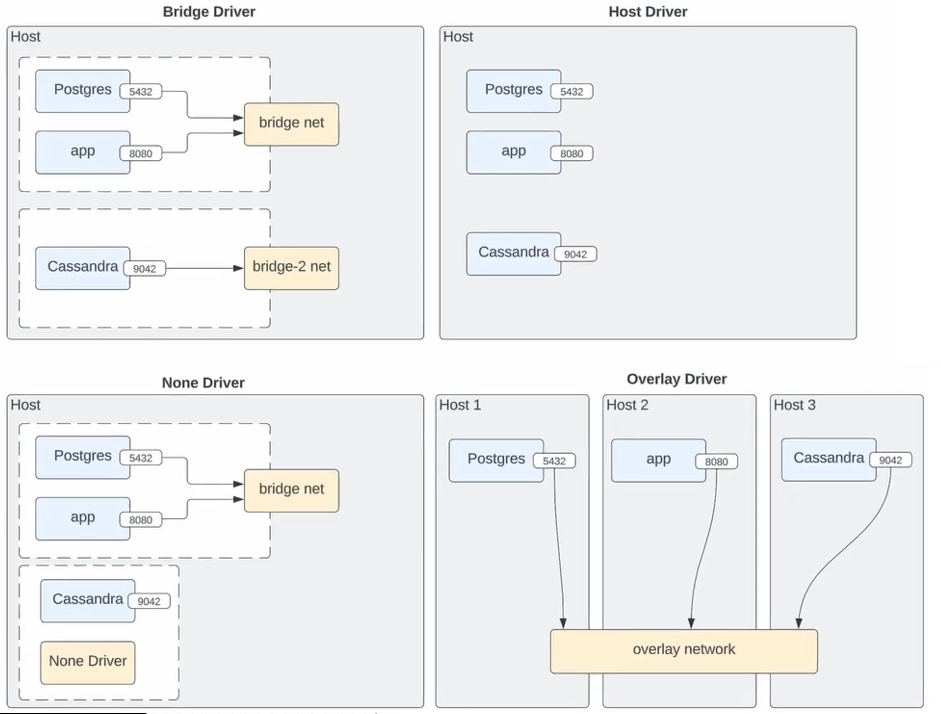 Bridge Driver
Host
Postgres
5432
bridge net
app
8080
Cassandra
9042
bridge-2 net
Host Driver
Host
Postgres
5432
app
8080
Cassandra
9042
None Driver
Host
Postgres
5432
bridge net
app
8080
Cassandra
9042
None Driver
Overlay Driver
Host 1
Host 2
Host 3
Postgres
5432
app
8080
Cassandra
9042
overlay network